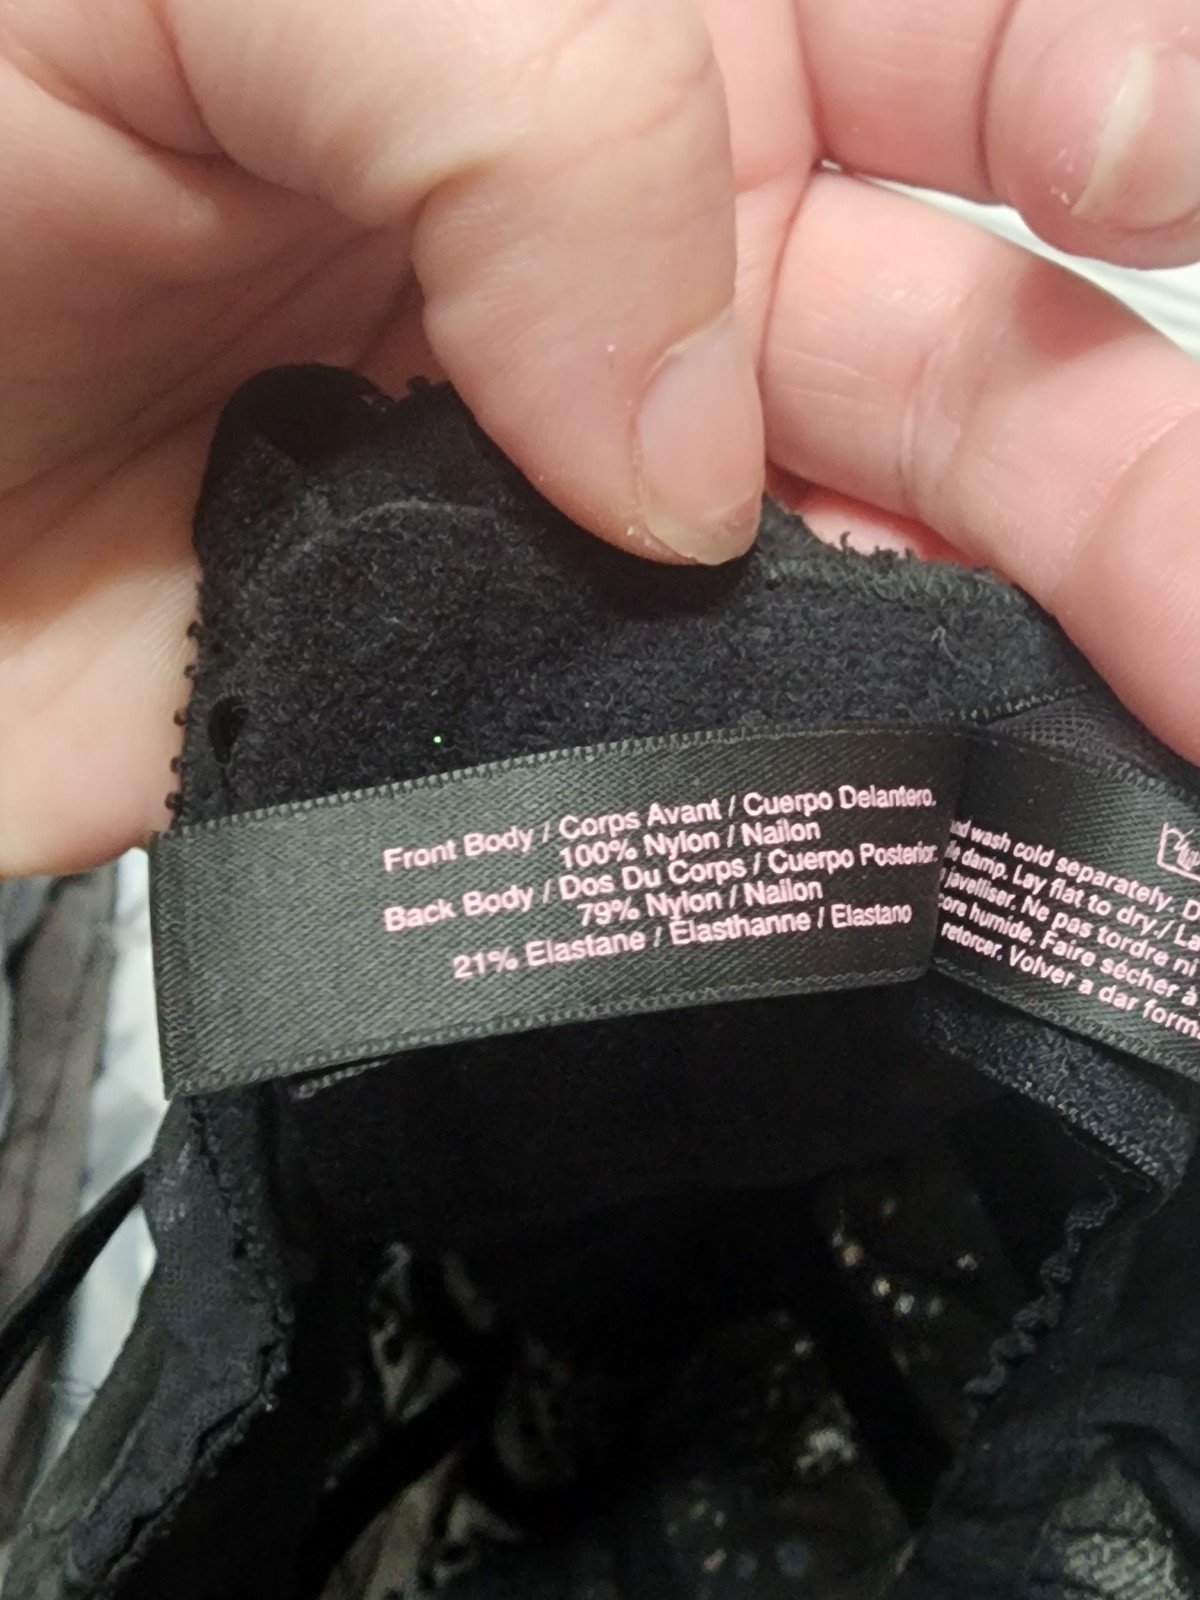 Front Body / Corps Avant / Cuerpo Delantero.
100% Nylon / Nailon
Back Body / Dos Du Corps / Cuerpo Posterior.
79% Nylon / Nailon
21% Elastane / Élasthanne / Elastano
wash cold separately.
damp. Lay flat to dry./
javelliser. Ne pas tordre ni
humide. Faire sécher à
retorcer. Volver a dar